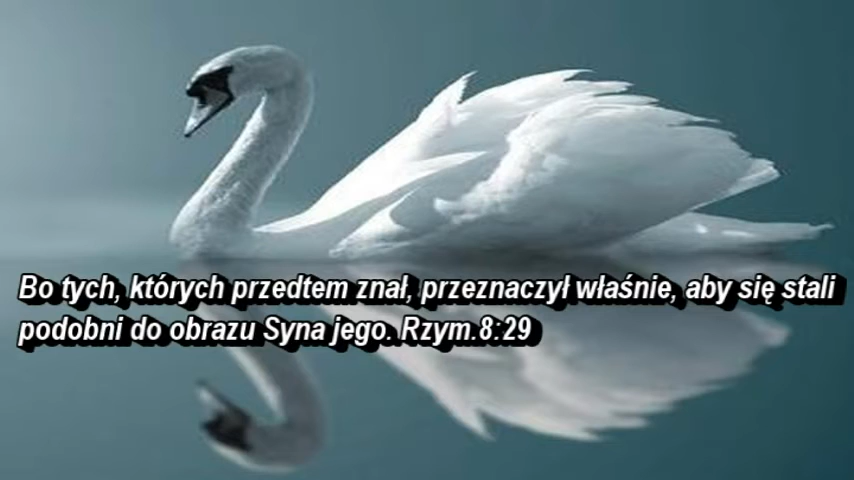 Bo tych, których przedtem znał, przeznaczył właśnie, aby się stali
podobni do obrazu Syna jego. Rzym.8:29